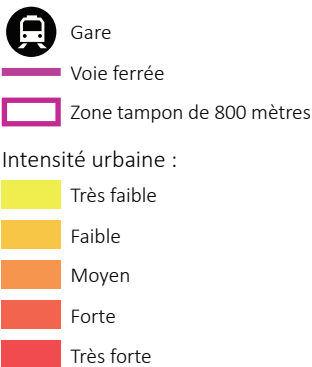 Gare
Voie ferrée
Zone tampon de 800 mètres
Intensité urbaine :
Très faible
Faible
Moyen
Forte
Très forte